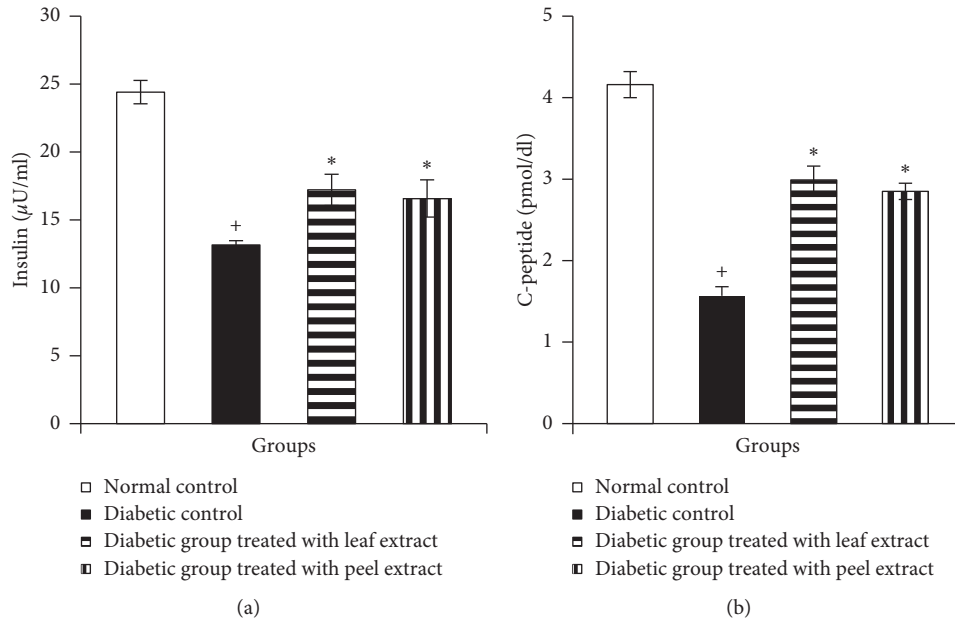 30
25
20
15
10
5
0
Insulin (μU/ml)
+
*
*
Groups
Normal control
Diabetic control
Diabetic group treated with leaf extract
Diabetic group treated with peel extract
(a)
5
4
3
2
1
0
C-peptide (pmol/dl)
+
*
*
Groups
Normal control
Diabetic control
Diabetic group treated with leaf extract
Diabetic group treated with peel extract
(b)